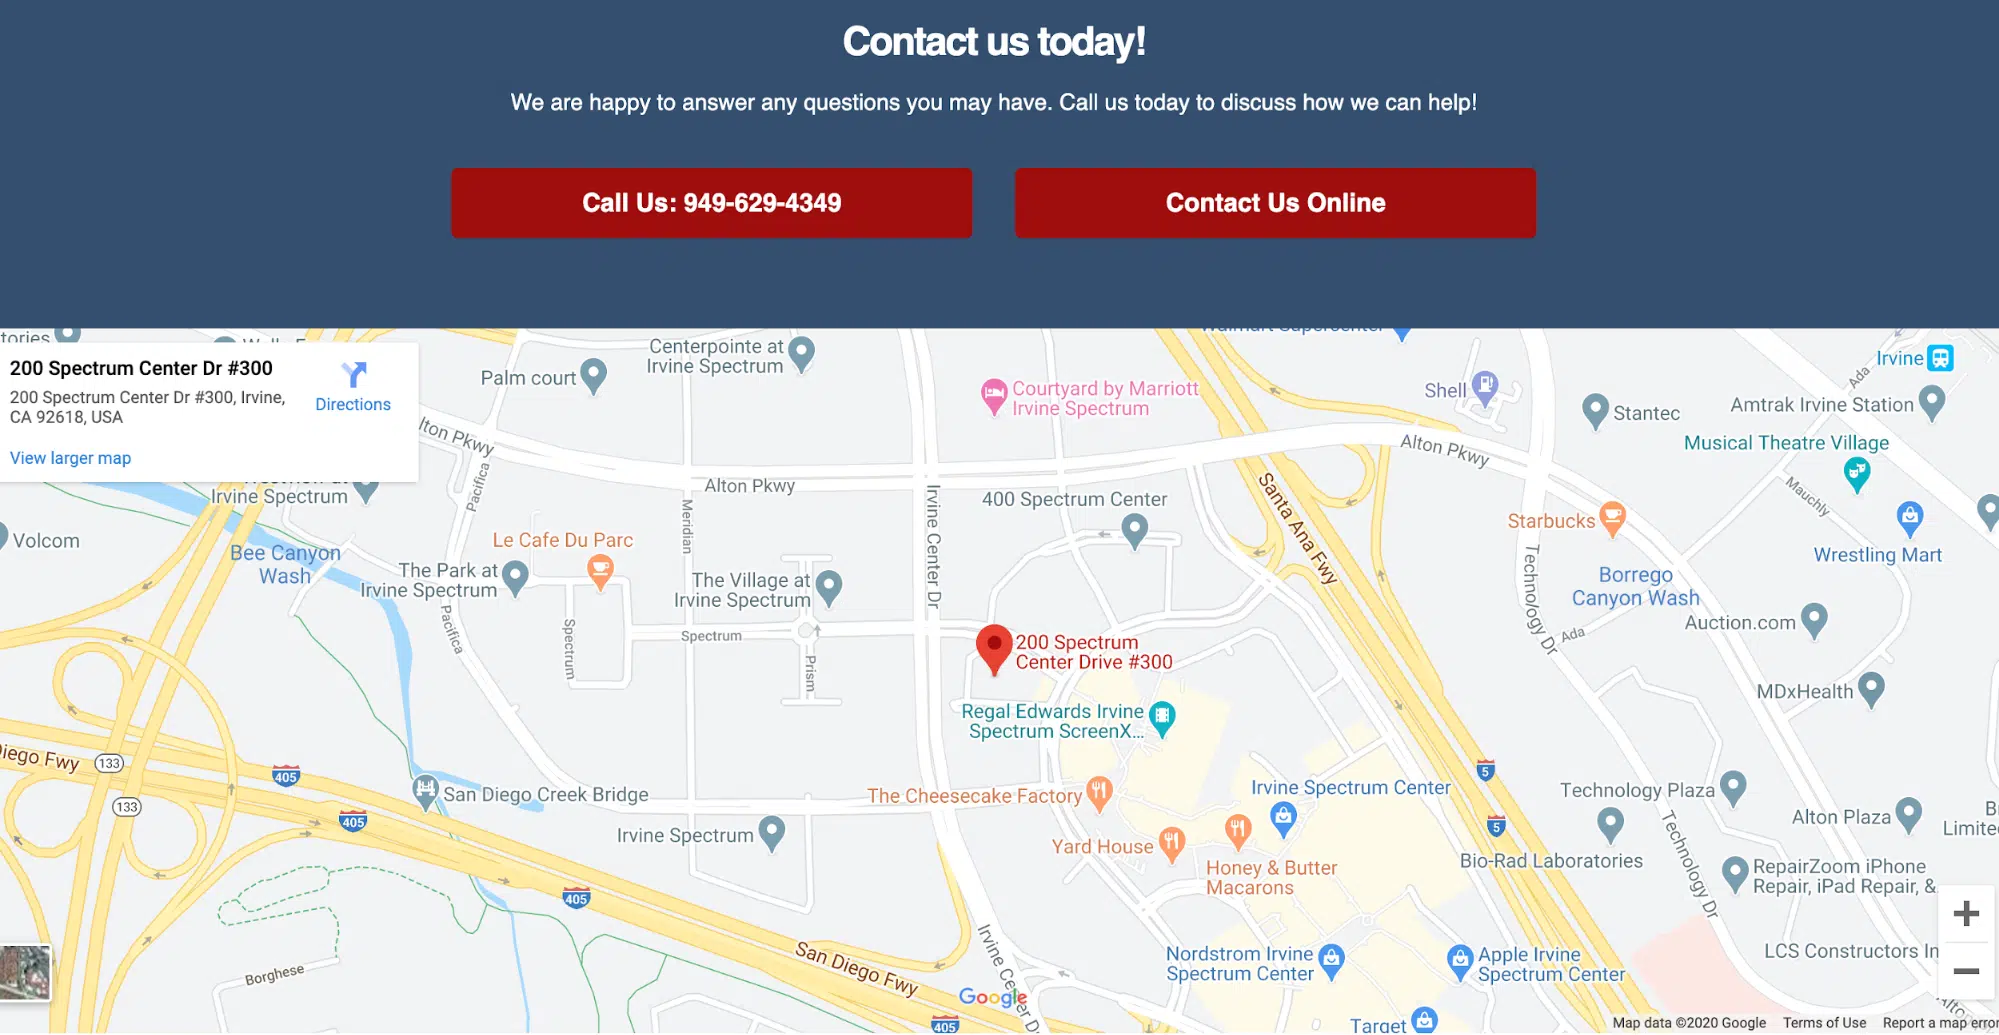 Contact us today!
We are happy to answer any questions you may have. Call us today to discuss how we can help!
Call Us: 949-629-4349
Contact Us Online
200 Spectrum Center Dr #300
200 Spectrum Center Dr #300, Irvine,
CA 92618, USA
Directions
View larger map
tories
Walmart Supercenter
Centerpointe at
Irvine Spectrum
Palm court
Courtyard by Marriott
Irvine Spectrum
Shell
Irvine
Ada
Stantec
Amtrak Irvine Station
Musical Theatre Village
lton Pkwy
Alton Pkwy
Alton Pkwy
Irvine Spectrum
Pacifica
Meridian
Irvine Center Dr
400 Spectrum Center
Santa Ana Fwy
Mauchly
Starbucks
Wrestling Mart
Volcom
Bee Canyon
Wash
Le Cafe Du Parc
The Park at
Irvine Spectrum
The Village at
Irvine Spectrum
Technology Dr
Borrego
Canyon Wash
Auction.com
Ada
Pacifica
Spectrum
Spectrum
Prism
200 Spectrum
Center Drive #300
MDxHealth
Regal Edwards Irvine
Spectrum ScreenX...
Diego Fwy
133
133
405
405
405
405
5
5
San Diego Creek Bridge
Irvine Spectrum
The Cheesecake Factory
Irvine Spectrum Center
Yard House
Honey & Butter
Macarons
Technology Plaza
Alton Plaza
B
Limite
Bio-Rad Laboratories
Technology Dr
RepairZoom iPhone
Repair, iPad Repair, &
Borghese
San Diego Fwy
Irvine Center D
Nordstrom Irvine
Spectrum Center
Apple Irvine
Spectrum Center
LCS Constructors In
Target
Google
Map data ©2020 Google
Terms of Use
Report a map error